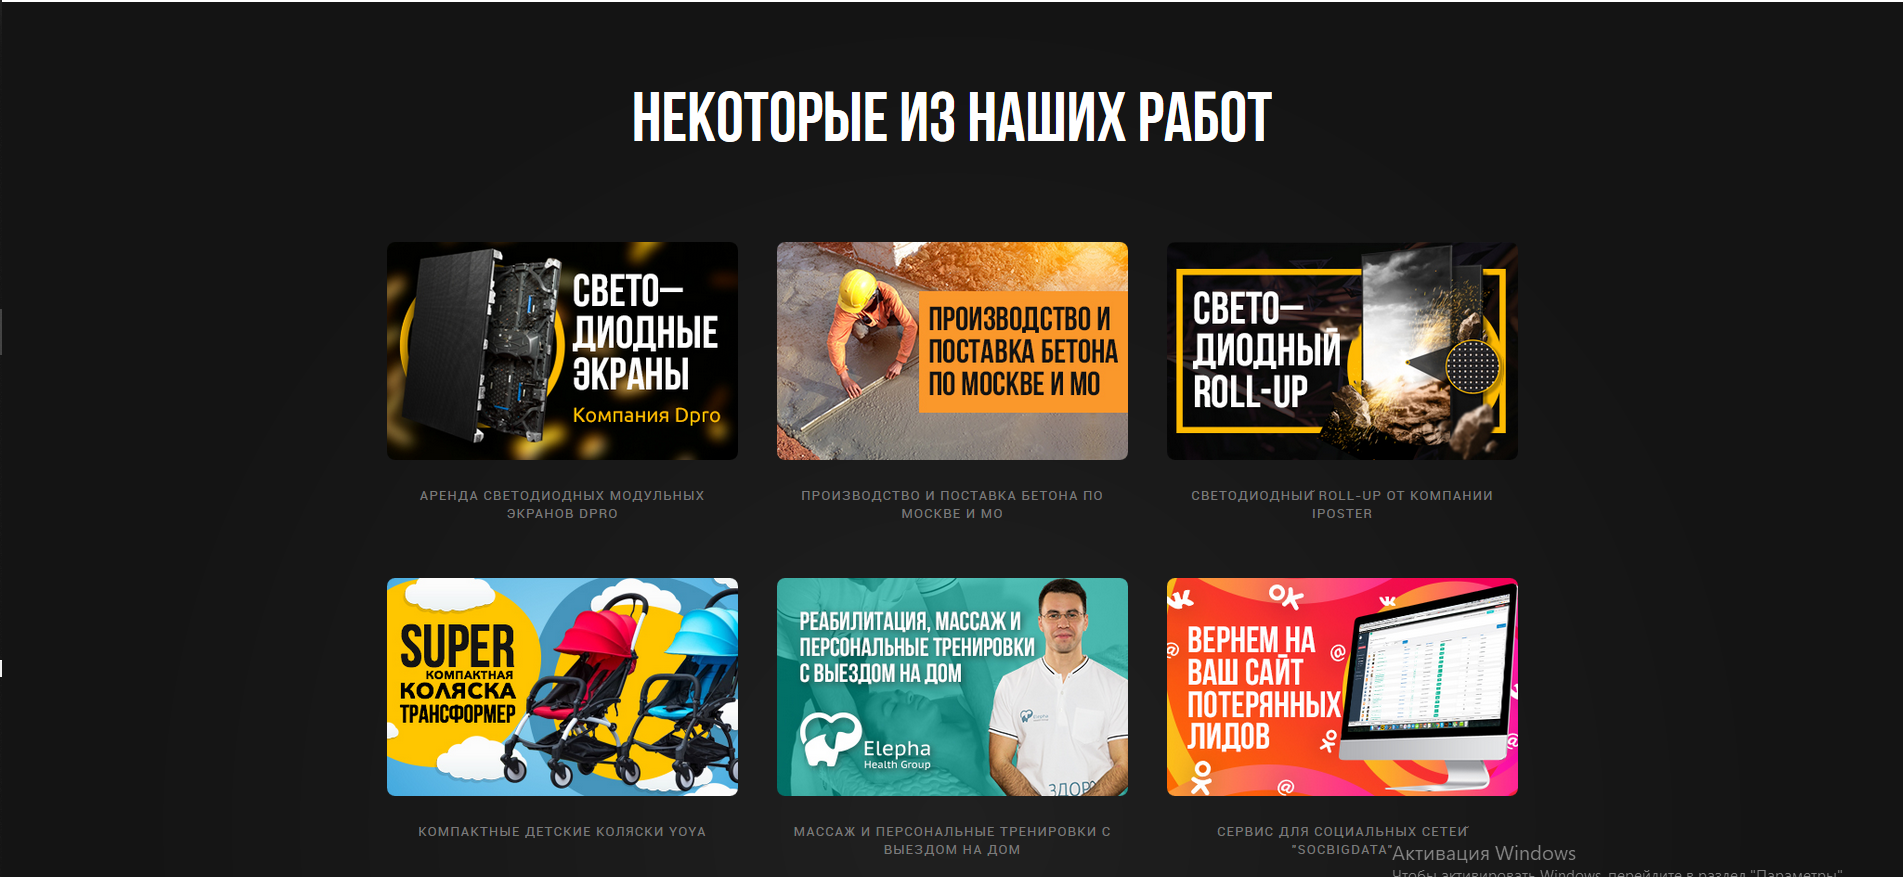 НЕКОТОРЫЕ ИЗ НАШИХ РАБОТ
СВЕТО—
ДИОДНЫЕ
ЭКРАНЫ
Компания Dpro
ПРОИЗВОДСТВО И
ПОСТАВКА БЕТОНА
ПО МОСКВЕ И МО
СВЕТО—
ДИОДНЫЙ
ROLL-UP
АРЕНДА СВЕТОДИОДНЫХ МОДУЛЬНЫХ
ЭКРАНОВ DPRO
ПРОИЗВОДСТВО И ПОСТАВКА БЕТОНА ПО
МОСКВЕ И МО
СВЕТОДИОДНЫЙ ROLL-UP ОТ КОМПАНИИ
IPOSTER
SUPER
КОМПАКТНАЯ
КОЛЯСКА
ТРАНСФОРМЕР
РЕАБИЛИТАЦИЯ, МАССАЖ И
ПЕРСОНАЛЬНЫЕ ТРЕНИРОВКИ
С ВЫЕЗДОМ НА ДОМ
Elepha
Health Group
Elepha
ЗДОР
ВЕРНЕМ НА
ВАШ САЙТ
ПОТЕРЯННЫХ
ЛИДОВ
КОМПАКТНЫЕ ДЕТСКИЕ КОЛЯСКИ YOYA
МАССАЖ И ПЕРСОНАЛЬНЫЕ ТРЕНИРОВКИ С
ВЫЕЗДОМ НА ДОМ
СЕРВИС ДЛЯ СОЦИАЛЬНЫХ СЕТЕЙ
"SOCBIGDATA"
Активация Windows
Чтобы активировать Windows, перейдите в раздел "Параметры".